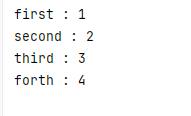 first : 1
second : 2
third : 3
forth : 4